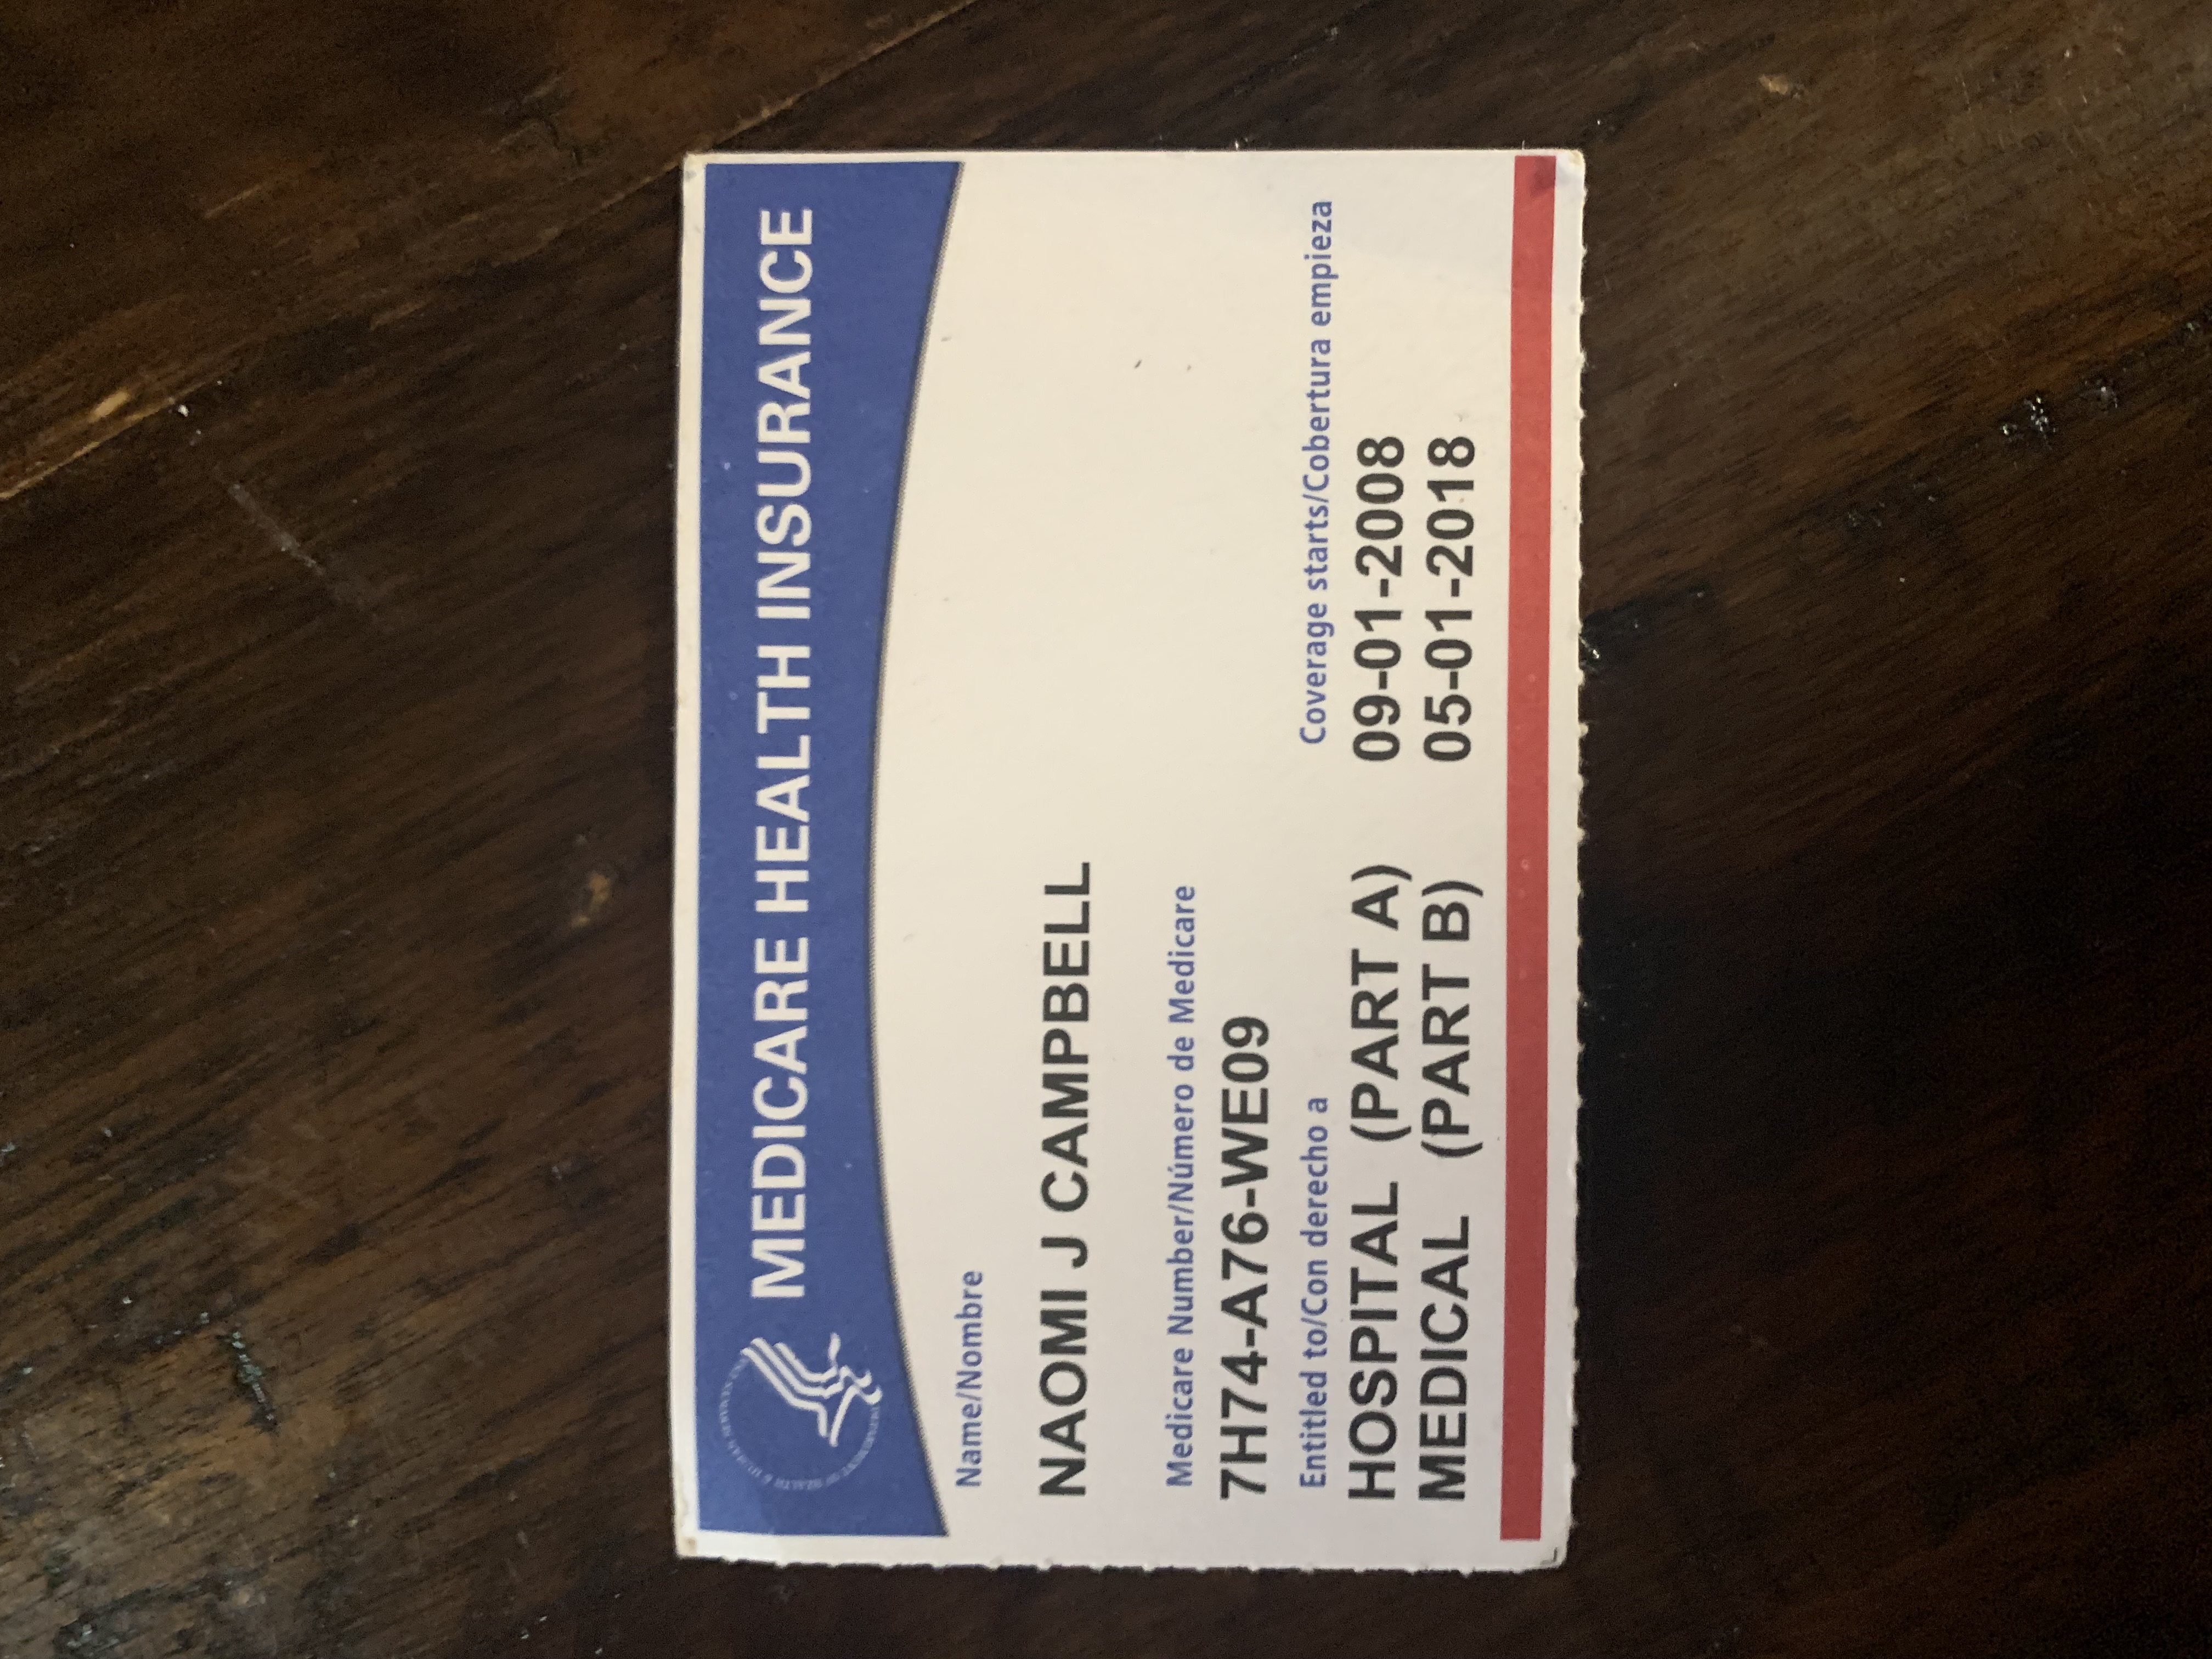 MEDICARE HEALTH INSURANCE
Name/Nombre
NAOMI J CAMPBELL
Medicare Number/Número de Medicare
7H74-A76-WE09
Entitled to/Con derecho a
Coverage starts/Cobertura empieza
HOSPITAL (PART A) 09-01-2008
MEDICAL (PART B) 05-01-2018